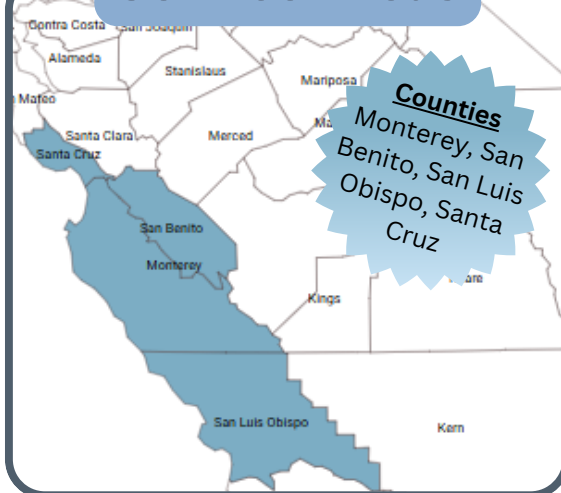 Contra Costa
San Joaquin
Alameda
Stanislaus
Mariposa
Mateo
Counties
Monterey, San
Benito, San Luis
Obispo, Santa
Cruz
Santa Clara
Merced
Santa Cruz
San Benito
Monterey
Kings
San Luis Obispo
Kern